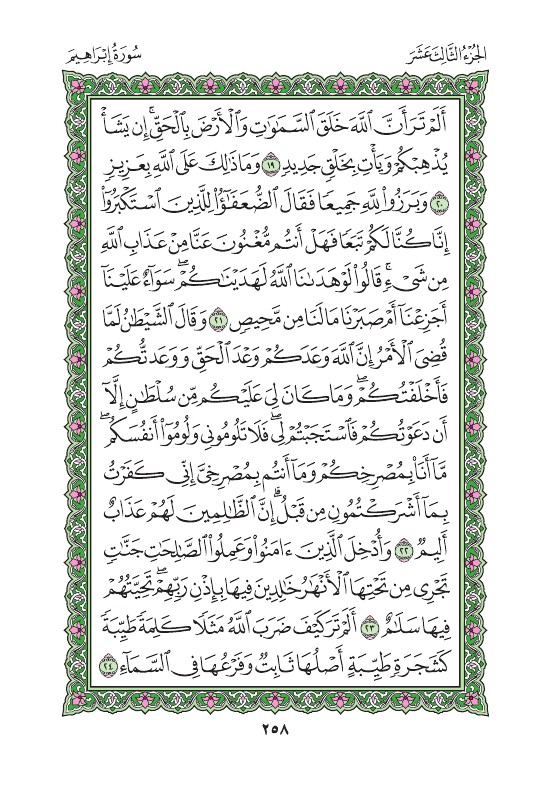 الجُزْءُ الثَّالِثَ عَشَرَ
سُورَةُ إِبْرَاهِيمَ
أَلَمْ تَرَ أَنَّ ٱللَّهَ خَلَقَ ٱلسَّمَٰوَٰتِ وَٱلْأَرْضَ بِٱلْحَقِّۚ إِن يَشَأْ
يُذْهِبْكُمْ وَيَأْتِ بِخَلْقٍ جَدِيدٍ ١٩ وَمَا ذَٰلِكَ عَلَى ٱللَّهِ بِعَزِيزٍ
٢٠ وَبَرَزُوا۟ لِلَّهِ جَمِيعًا فَقَالَ ٱلضُّعَفَٰٓؤُا۟ لِلَّذِينَ ٱسْتَكْبَرُوٓا۟
إِنَّا كُنَّا لَكُمْ تَبَعًا فَهَلْ أَنتُم مُّغْنُونَ عَنَّا مِنْ عَذَابِ ٱللَّهِ
مِن شَىْءٍۚ قَالُوا۟ لَوْ هَدَىٰنَا ٱللَّهُ لَهَدَيْنَٰكُمْۖ سَوَآءٌ عَلَيْنَآ
أَجَزِعْنَآ أَمْ صَبَرْنَا مَا لَنَا مِن مَّحِيصٍ ٢١ وَقَالَ ٱلشَّيْطَٰنُ لَمَّا
قُضِىَ ٱلْأَمْرُ إِنَّ ٱللَّهَ وَعَدَكُمْ وَعْدَ ٱلْحَقِّ وَوَعَدتُّكُمْ
فَأَخْلَفْتُكُمْۖ وَمَا كَانَ لِىَ عَلَيْكُم مِّن سُلْطَٰنٍ إِلَّآ
أَن دَعَوْتُكُمْ فَٱسْتَجَبْتُمْ لِىۖ فَلَا تَلُومُونِى وَلُومُوٓا۟ أَنفُسَكُمۖ
مَّآ أَنَا۠ بِمُصْرِخِكُمْ وَمَآ أَنتُم بِمُصْرِخِىَّ إِنِّى كَفَرْتُ
بِمَآ أَشْرَكْتُمُونِ مِن قَبْلُۗ إِنَّ ٱلظَّٰلِمِينَ لَهُمْ عَذَابٌ
أَلِيمٌ ٢٢ وَأُدْخِلَ ٱلَّذِينَ ءَامَنُوا۟ وَعَمِلُوا۟ ٱلصَّٰلِحَٰتِ جَنَّٰتٍ
تَجْرِى مِن تَحْتِهَا ٱلْأَنْهَٰرُ خَٰلِدِينَ فِيهَا بِإِذْنِ رَبِّهِمْۖ تَحِيَّتُهُمْ
فِيهَا سَلَٰمٌ ٢٣ أَلَمْ تَرَ كَيْفَ ضَرَبَ ٱللَّهُ مَثَلًا كَلِمَةً طَيِّبَةً
كَشَجَرَةٍ طَيِّبَةٍ أَصْلُهَا ثَابِتٌ وَفَرْعُهَا فِى ٱلسَّمَآءِ ٢٤
٢٥٨